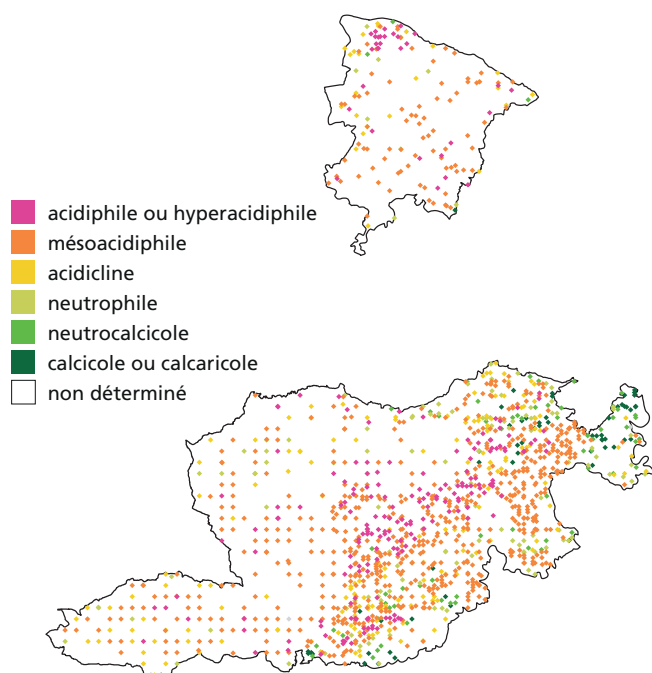 acidiphile ou hyperacidiphile
mésoacidiphile
acidicline
neutrophile
neutrocalcicole
calcicole ou calcaricole
non déterminé